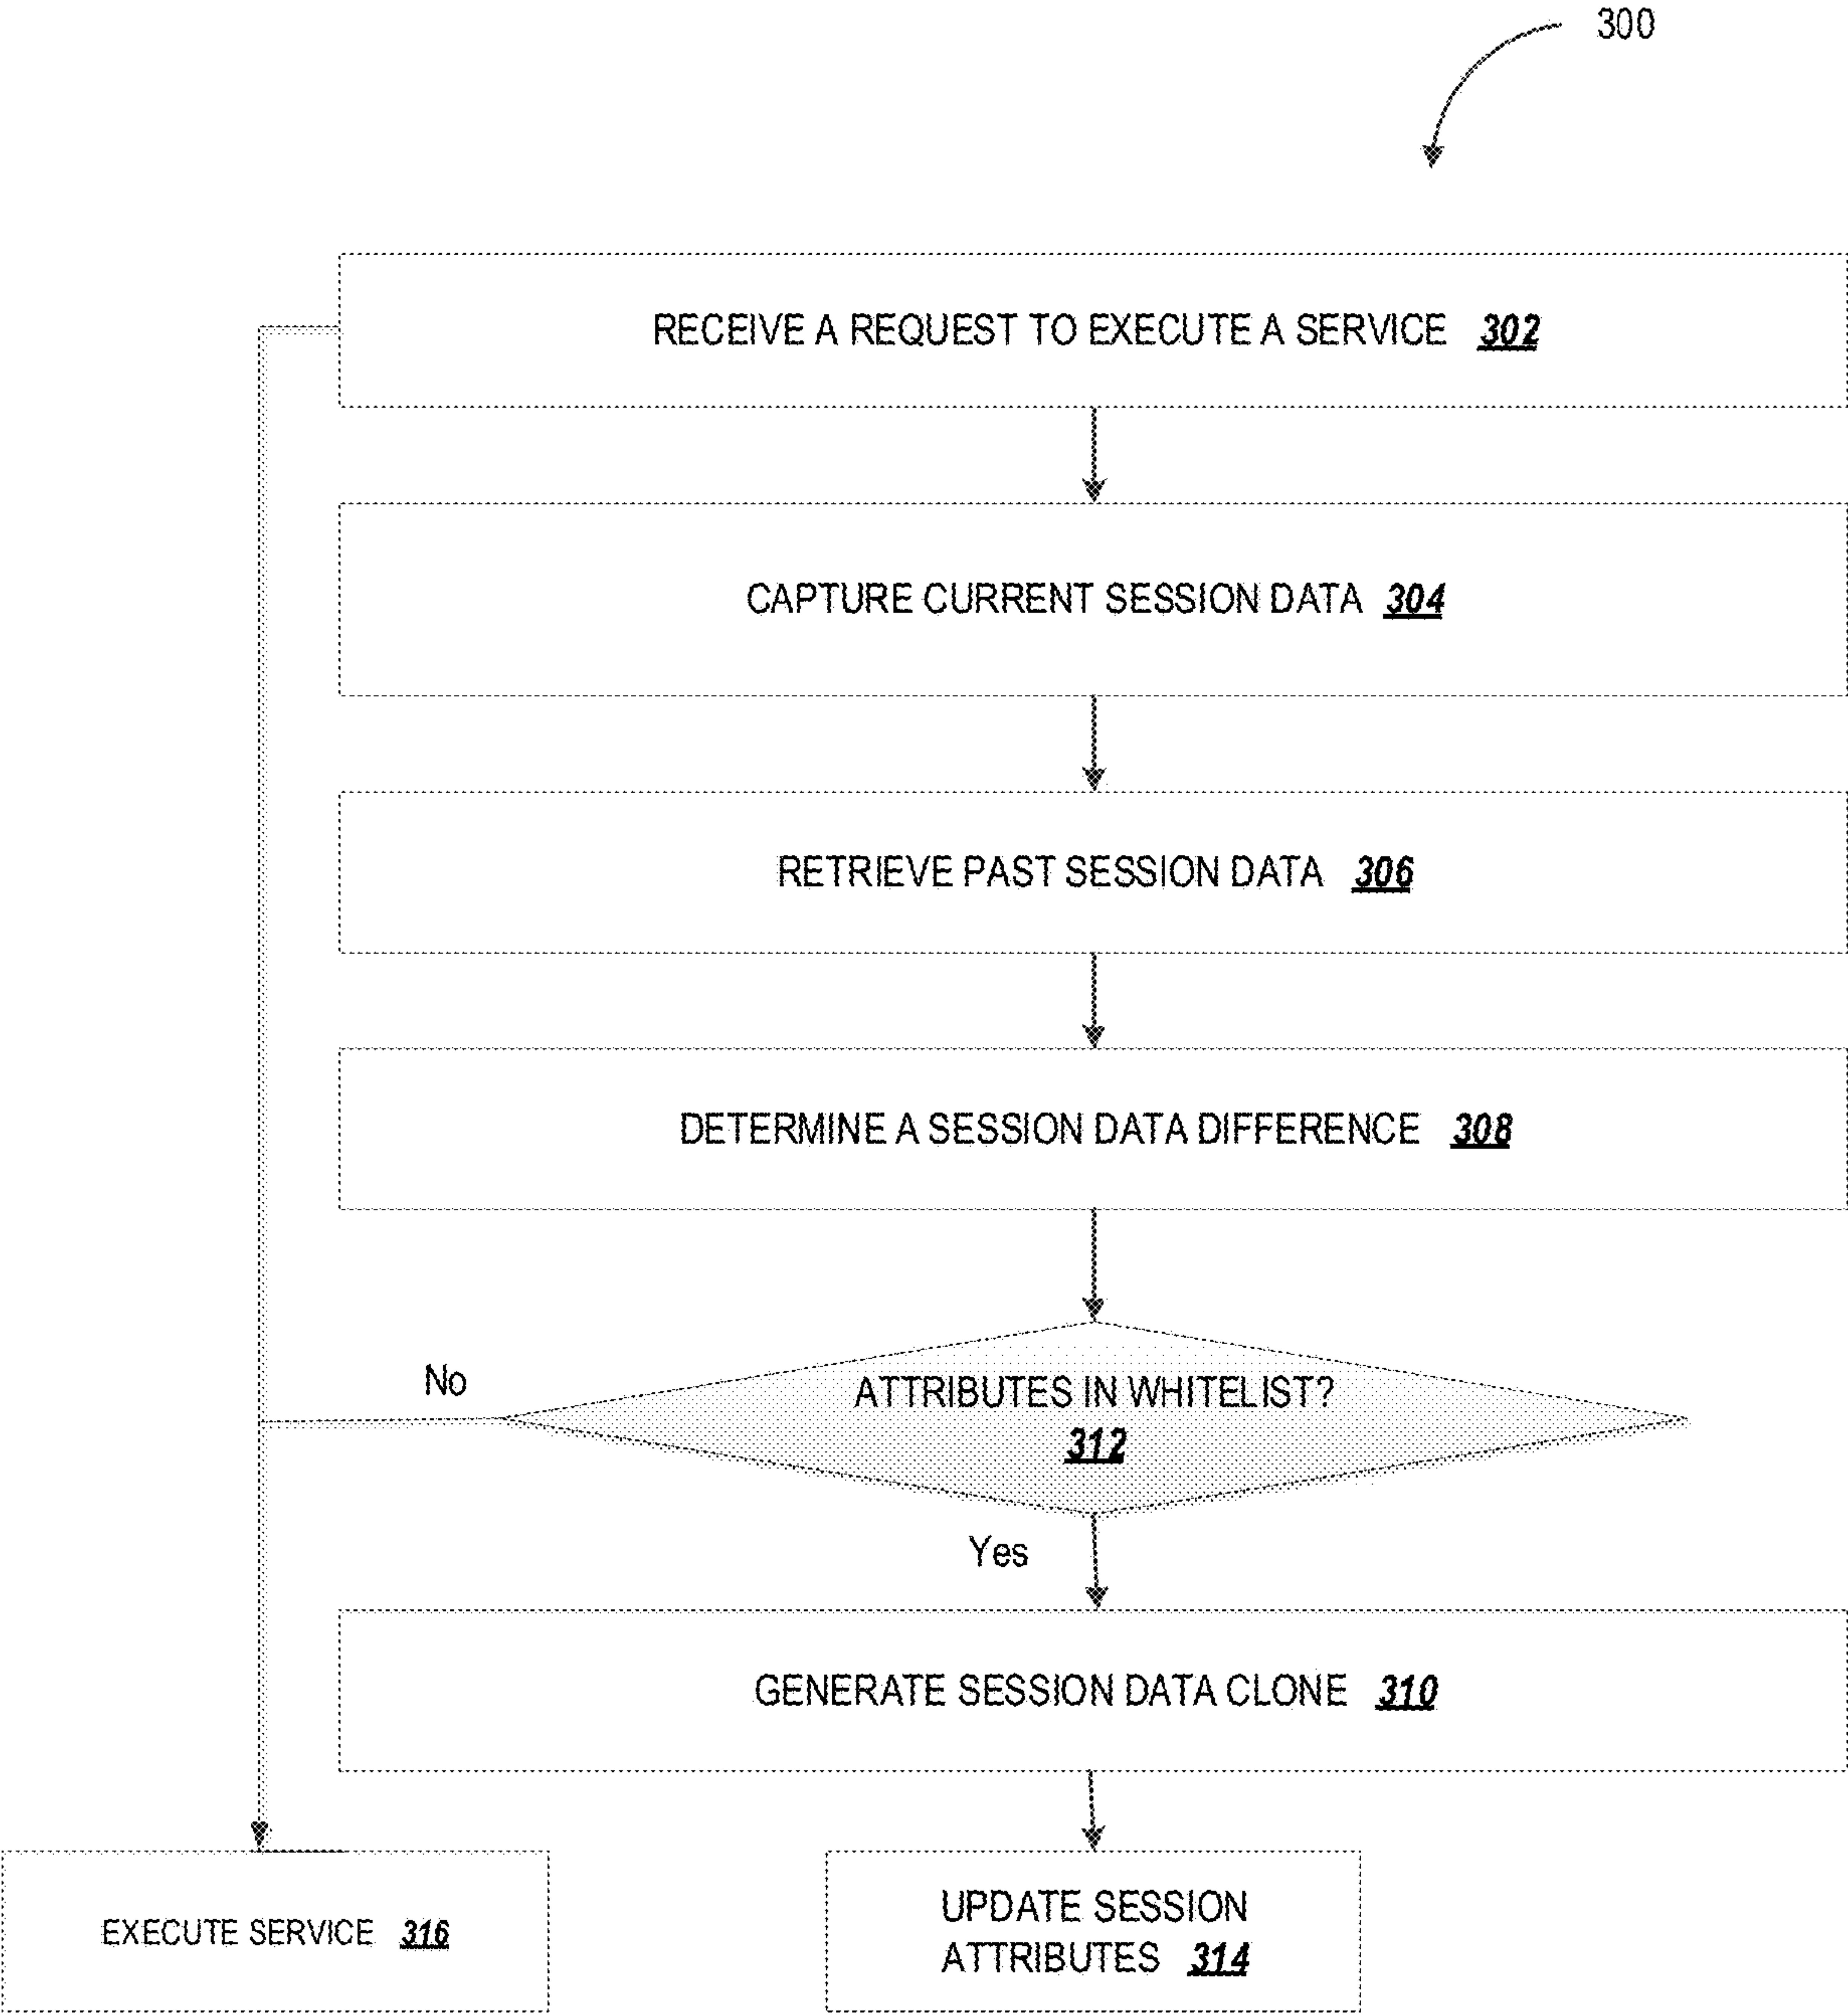 300
RECEIVE A REQUEST TO EXECUTE A SERVICE 302
CAPTURE CURRENT SESSION DATA 304
RETRIEVE PAST SESSION DATA 306
DETERMINE A SESSION DATA DIFFERENCE 308
No
ATTRIBUTES IN WHITELIST?
312
Yes
GENERATE SESSION DATA CLONE 310
EXECUTE SERVICE 316
UPDATE SESSION
ATTRIBUTES 314